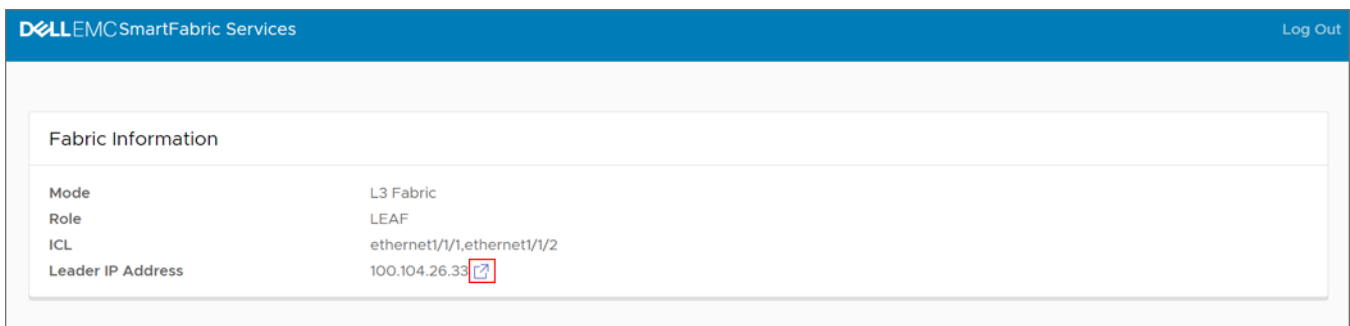 DELLEMC SmartFabric Services
Log Out
Fabric Information
Mode L3 Fabric
Role LEAF
ICL ethernet1/1/1,ethernet1/1/2
Leader IP Address 100.104.26.33